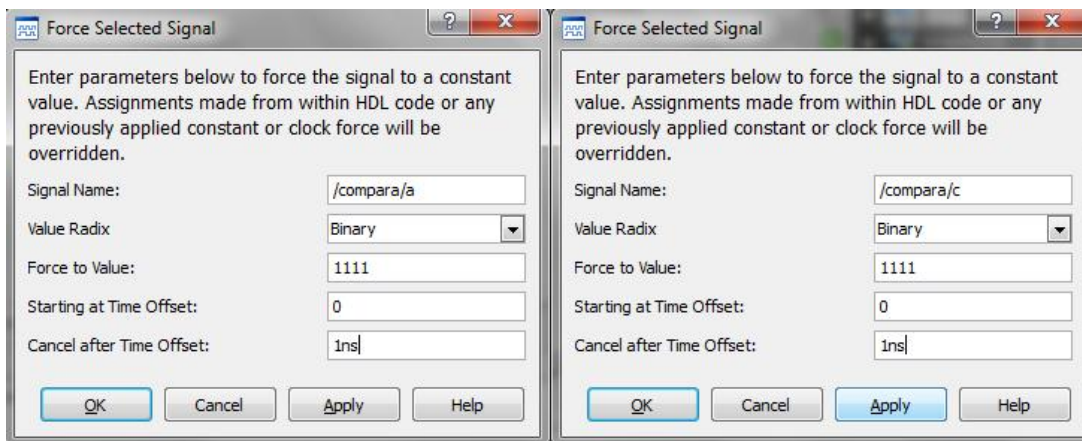 Force Selected Signal
Enter parameters below to force the signal to a constant
value. Assignments made from within HDL code or any
previously applied constant or clock force will be
overridden.
Signal Name: /compara/a
Value Radix Binary
Force to Value: 1111
Starting at Time Offset: 0
Cancel after Time Offset: 1ns
OK Cancel Apply Help
Force Selected Signal
Enter parameters below to force the signal to a constant
value. Assignments made from within HDL code or any
previously applied constant or clock force will be
overridden.
Signal Name: /compara/c
Value Radix Binary
Force to Value: 1111
Starting at Time Offset: 0
Cancel after Time Offset: 1ns
OK Cancel Apply Help